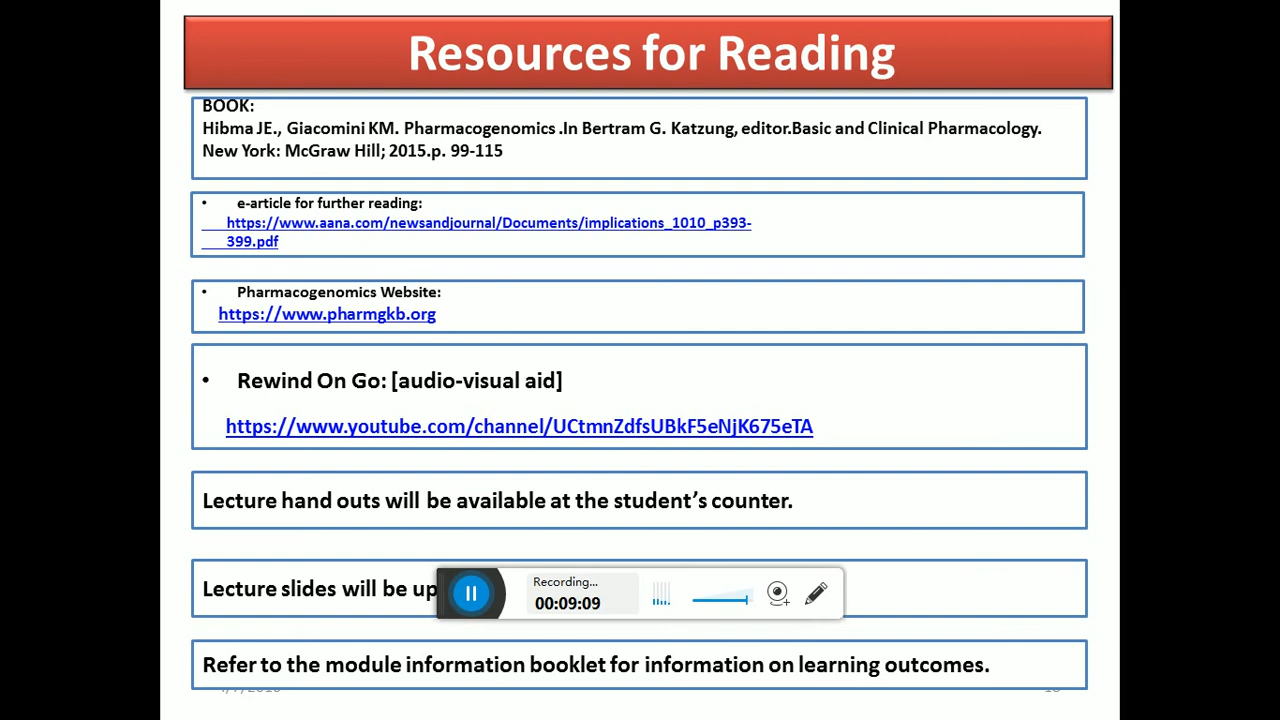 Resources for Reading
BOOK:
Hibma JE., Giacomini KM. Pharmacogenomics .In Bertram G. Katzung, editor.Basic and Clinical Pharmacology.
New York: McGraw Hill; 2015.p. 99-115
• e-article for further reading:
https://www.aana.com/newsandjournal/Documents/implications_1010_p393-
399.pdf
• Pharmacogenomics Website:
https://www.pharmgkb.org
• Rewind On Go: [audio-visual aid]
https://www.youtube.com/channel/UCtmnZdfsUBkF5eNjK675eTA
Lecture hand outs will be available at the student’s counter.
Lecture slides will be up
Recording...
00:09:09
Refer to the module information booklet for information on learning outcomes.